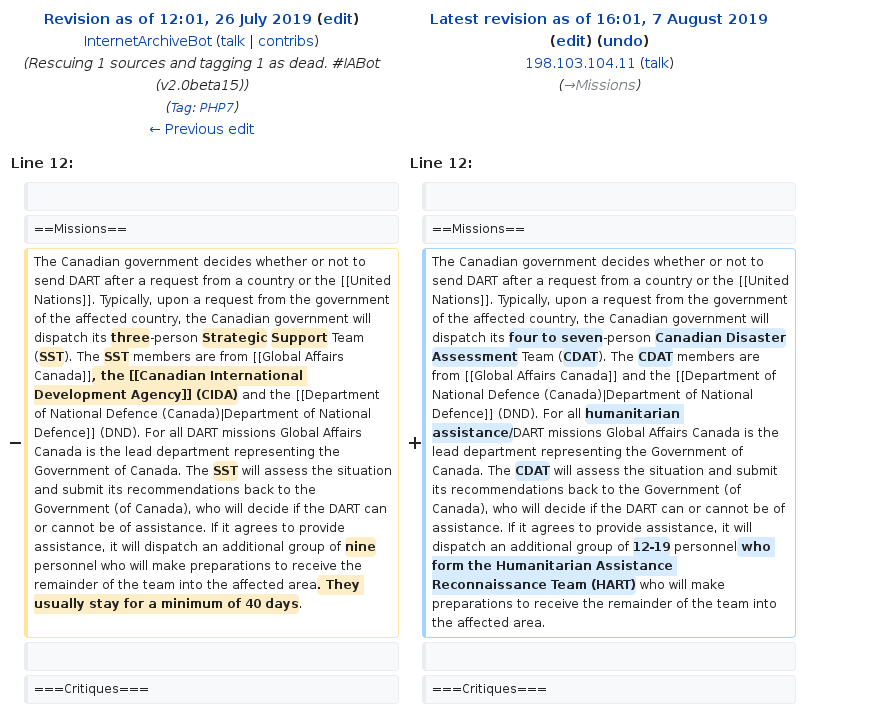 Revision as of 12:01, 26 July 2019 (edit)
InternetArchiveBot (talk | contribs)
(Rescuing 1 sources and tagging 1 as dead. #IABot
(v2.0beta15))
(Tag: PHP7)
← Previous edit
Latest revision as of 16:01, 7 August 2019
(edit) (undo)
198.103.104.11 (talk)
(→Missions)
Line 12:
Line 12:
==Missions==
==Missions==
−
The Canadian government decides whether or not to
send DART after a request from a country or the [[United
Nations]]. Typically, upon a request from the government
of the affected country, the Canadian government will
dispatch its three-person Strategic Support Team
(SST). The SST members are from [[Global Affairs
Canada]], the [[Canadian International
Development Agency]] (CIDA) and the [[Department
of National Defence (Canada)|Department of National
Defence]] (DND). For all DART missions Global Affairs
Canada is the lead department representing the
Government of Canada. The SST will assess the situation
and submit its recommendations back to the
Government (of Canada), who will decide if the DART can
or cannot be of assistance. If it agrees to provide
assistance, it will dispatch an additional group of nine
personnel who will make preparations to receive the
remainder of the team into the affected area. They
usually stay for a minimum of 40 days.
+
The Canadian government decides whether or not to
send DART after a request from a country or the [[United
Nations]]. Typically, upon a request from the government
of the affected country, the Canadian government will
dispatch its four to seven-person Canadian Disaster
Assessment Team (CDAT). The CDAT members are
from [[Global Affairs Canada]] and the [[Department of
National Defence (Canada)|Department of National
Defence]] (DND). For all humanitarian
assistance/DART missions Global Affairs Canada is the
lead department representing the Government of
Canada. The CDAT will assess the situation and submit
its recommendations back to the Government (of
Canada), who will decide if the DART can or cannot be of
assistance. If it agrees to provide assistance, it will
dispatch an additional group of 12-19 personnel who
form the Humanitarian Assistance
Reconnaissance Team (HART) who will make
preparations to receive the remainder of the team into
the affected area.
===Critiques===
===Critiques===